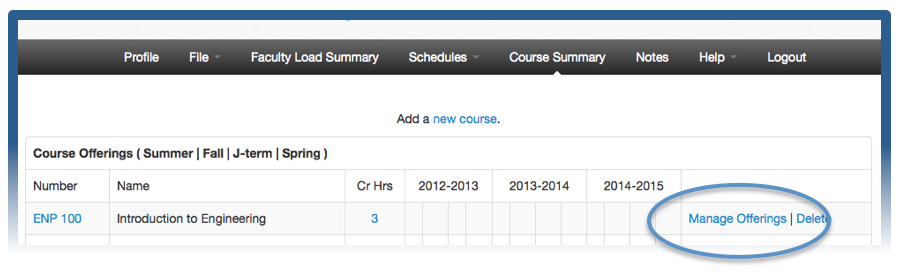 Profile File Faculty Load Summary Schedules Course Summary Notes Help Logout
Add a new course.
Course Offerings ( Summer | Fall | J-term | Spring )
Number Name Cr Hrs 2012-2013 2013-2014 2014-2015
ENP 100 Introduction to Engineering 3 Manage Offerings | Delete